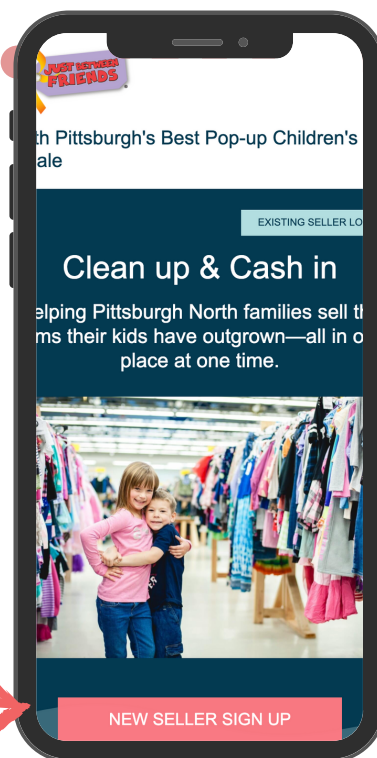 JUST BETWEEN
FRIENDS
th Pittsburgh's Best Pop-up Children's
ale
EXISTING SELLER LO
Clean up & Cash in
elping Pittsburgh North families sell th
ms their kids have outgrown—all in o
place at one time.
NEW SELLER SIGN UP